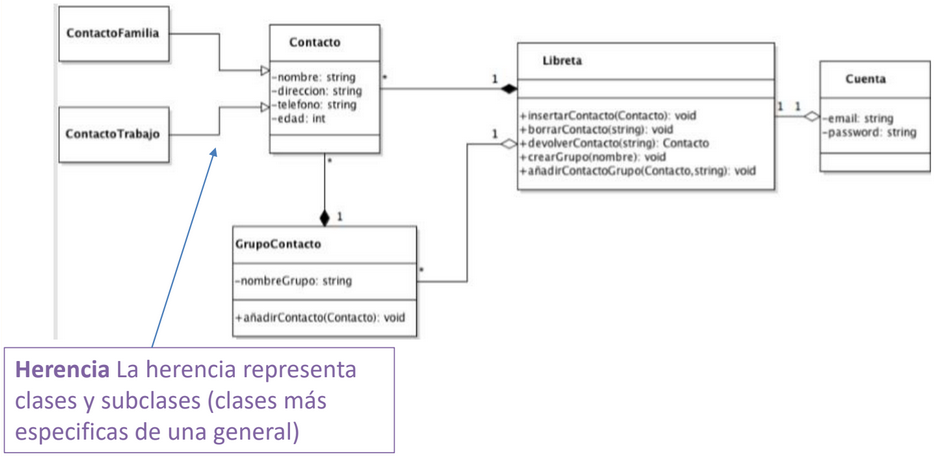 ContactoFamilia
ContactoTrabajo
Contacto
-nombre: string
-direccion: string
-telefono: string
-edad: int
*
1
*
1
GrupoContacto
-nombreGrupo: string
+añadirContacto(Contacto): void
*
1
Libreta
+insertarContacto(Contacto): void
+borrarContacto(string): void
+devolverContacto(string): Contacto
+crearGrupo(nombre): void
+añadirContactoGrupo(Contacto,string): void
1 1
Cuenta
-email: string
-password: string
Herencia La herencia representa
clases y subclases (clases más
especificas de una general)